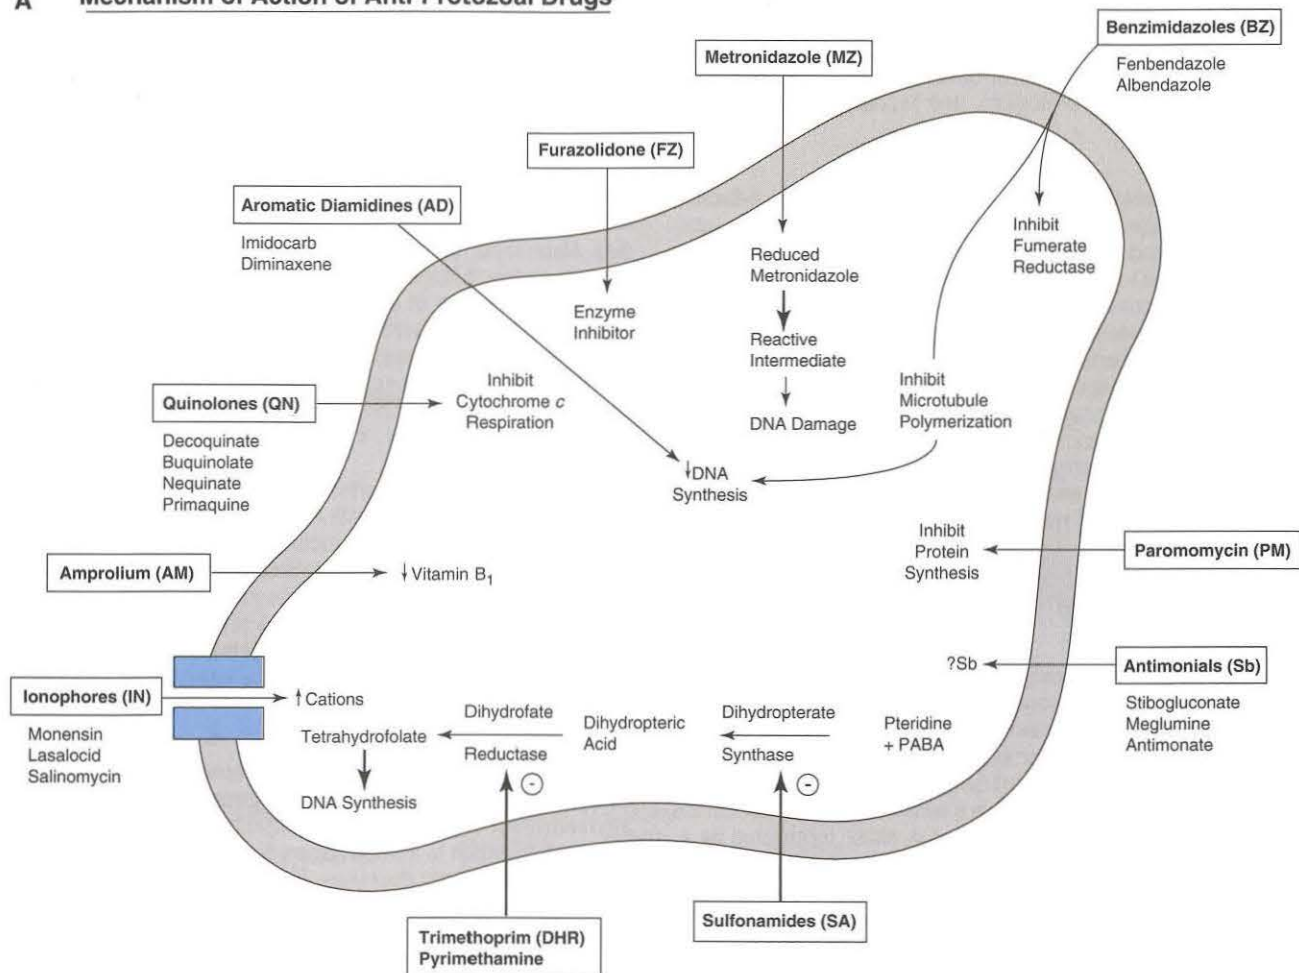 A Mechanism of Action of Anti-Protozoal Drugs
Benzimidazoles (BZ)
Fenbendazole
Albendazole
Metronidazole (MZ)
Furazolidone (FZ)
Aromatic Diamidines (AD)
Imidocarb
Diminaxene
Inhibit
Fumerate
Reductase
Reduced
Metronidazole
Enzyme
Inhibitor
Reactive
Intermediate
DNA Damage
Inhibit
Microtubule
Polymerization
Quinolones (QN)
Decoquinate
Buquinolate
Nequinate
Primaquine
Inhibit
Cytochrome c
Respiration
↓DNA
Synthesis
Inhibit
Protein
Synthesis
Paromomycin (PM)
Amprolium (AM)
↓Vitamin B₁
?Sb
Antimonials (Sb)
Stibogluconate
Meglumine
Antimonate
Ionophores (IN)
Monensin
Lasalocid
Salinomycin
↑Cations
Tetrahydrofolate
DNA Synthesis
Dihydrofate
Reductase
Dihydropteric
Acid
Dihydropterate
Synthase
Pteridine
+ PABA
-
-
Trimethoprim (DHR)
Pyrimethamine
Sulfonamides (SA)